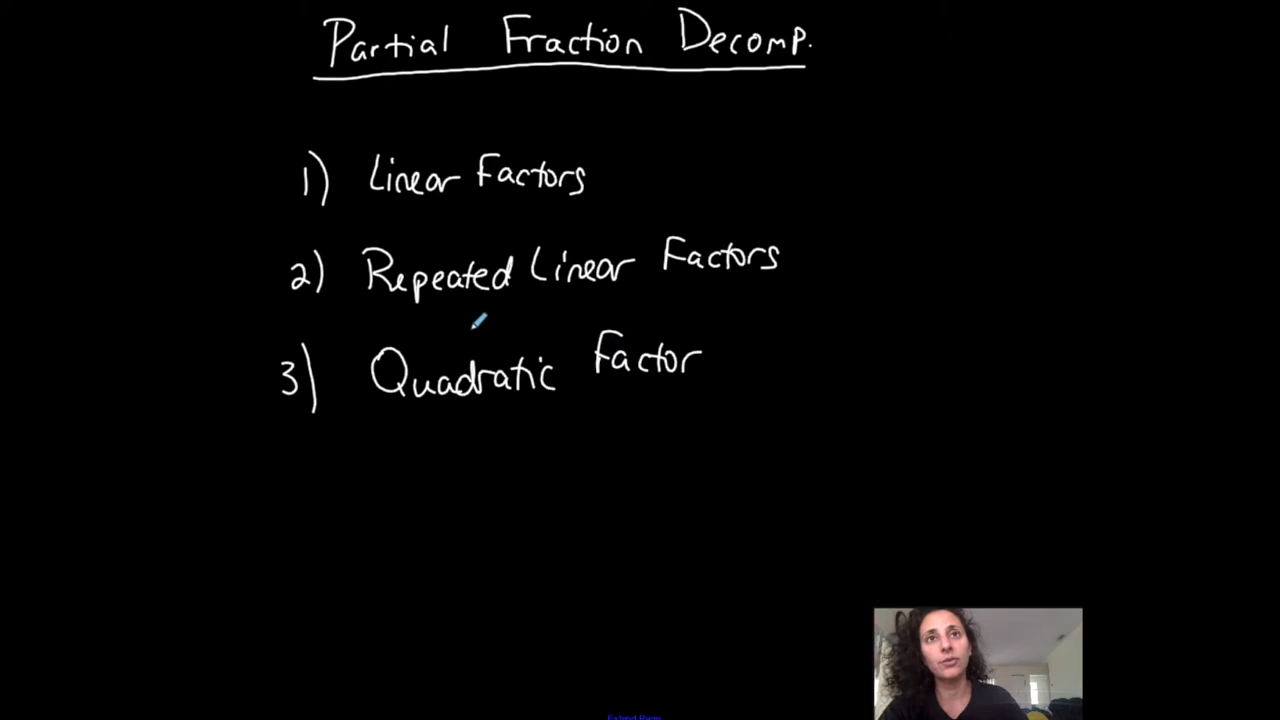 Partial Fraction Decomp.
1) Linear Factors
2) Repeated Linear Factors
3) Quadratic Factor